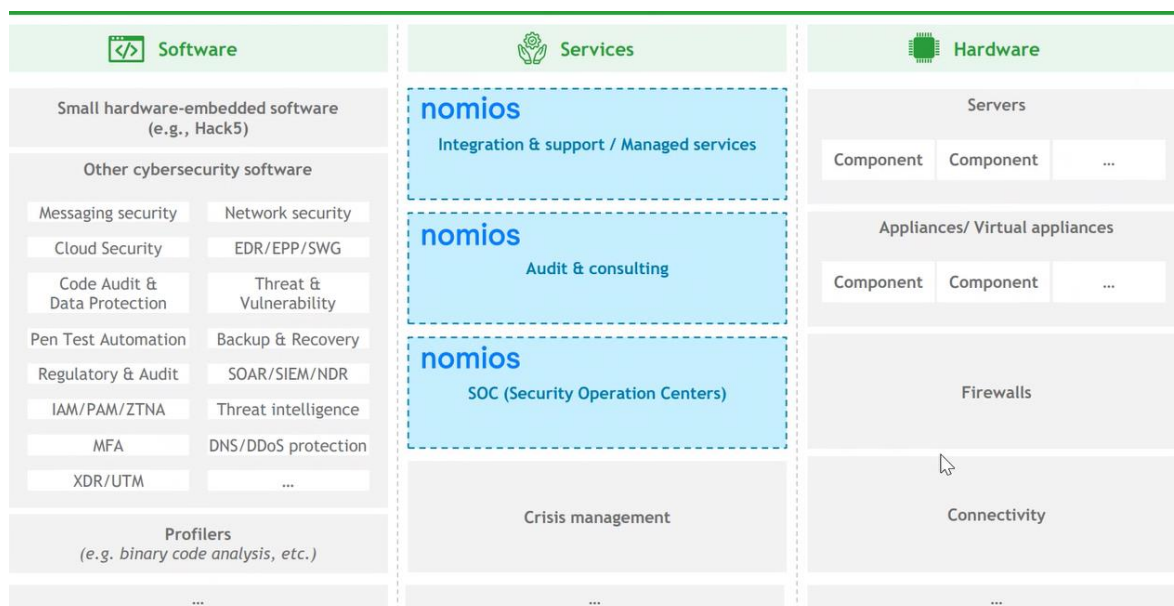 Software
Small hardware-embedded software
(e.g., Hack5)
Other cybersecurity software
Messaging security
Network security
Cloud Security
EDR/EPP/SWG
Code Audit &
Data Protection
Threat &
Vulnerability
Pen Test Automation
Backup & Recovery
Regulatory & Audit
SOAR/SIEM/NDR
IAM/PAM/ZTNA
Threat intelligence
MFA
DNS/DDoS protection
XDR/UTM
...
Profilers
(e.g. binary code analysis, etc.)
...
Services
nomios
Integration & support / Managed services
nomios
Audit & consulting
nomios
SOC (Security Operation Centers)
Crisis management
...
Hardware
Servers
Component
Component
...
Appliances/ Virtual appliances
Component
Component
...
Firewalls
Connectivity
...